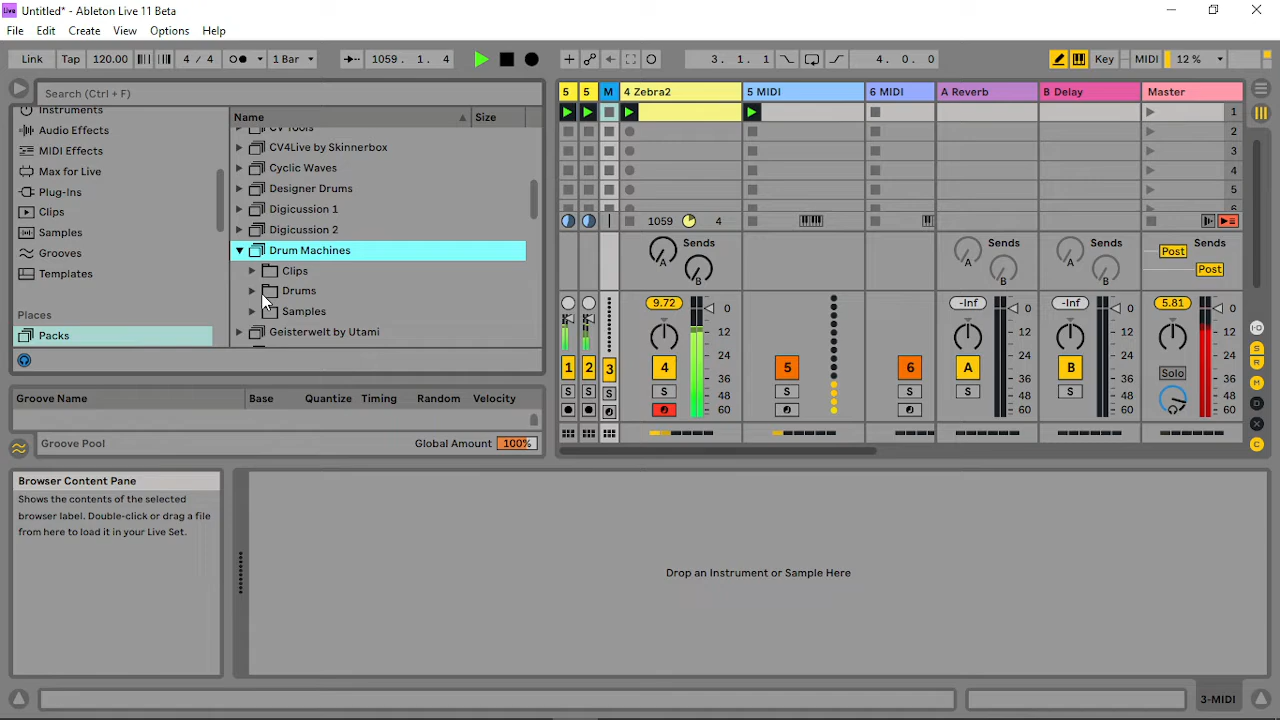 Live Untitled* - Ableton Live 11 Beta
File Edit Create View Options Help
Link Tap 120.00 4 / 4 1 Bar 1059. 1. 4 3. 1. 1 4. 0. 0 Key MIDI 12 %
Search (Ctrl + F)
5 5 M 4 Zebra2 5 MIDI 6 MIDI A Reverb B Delay Master
Instruments
Audio Effects
MIDI Effects
Max for Live
Plug-Ins
Clips
Samples
Grooves
Templates
Places
Packs
Name Size
CV Tools
CV4Live by Skinnerbox
Cyclic Waves
Designer Drums
Digicussion 1
Digicussion 2
Drum Machines
Clips
Drums
Samples
Geisterwelt by Utami
1
2
3
4
5
1059 4
Sends Sends Sends Sends
A B A B A B Post Post
9.72 -Inf -Inf 5.81
0 12 24 36 48 60
0 12 24 36 48 60
0 12 24 36 48 60
0 12 24 36 48 60
1 2 3 4 5 6 A B Solo
S S S S S S S S
S
R
M
D
X
C
Groove Name Base Quantize Timing Random Velocity
Groove Pool Global Amount 100%
Browser Content Pane
Shows the contents of the selected
browser label. Double-click or drag a file
from here to load it in your Live Set.
Drop an Instrument or Sample Here
3-MIDI